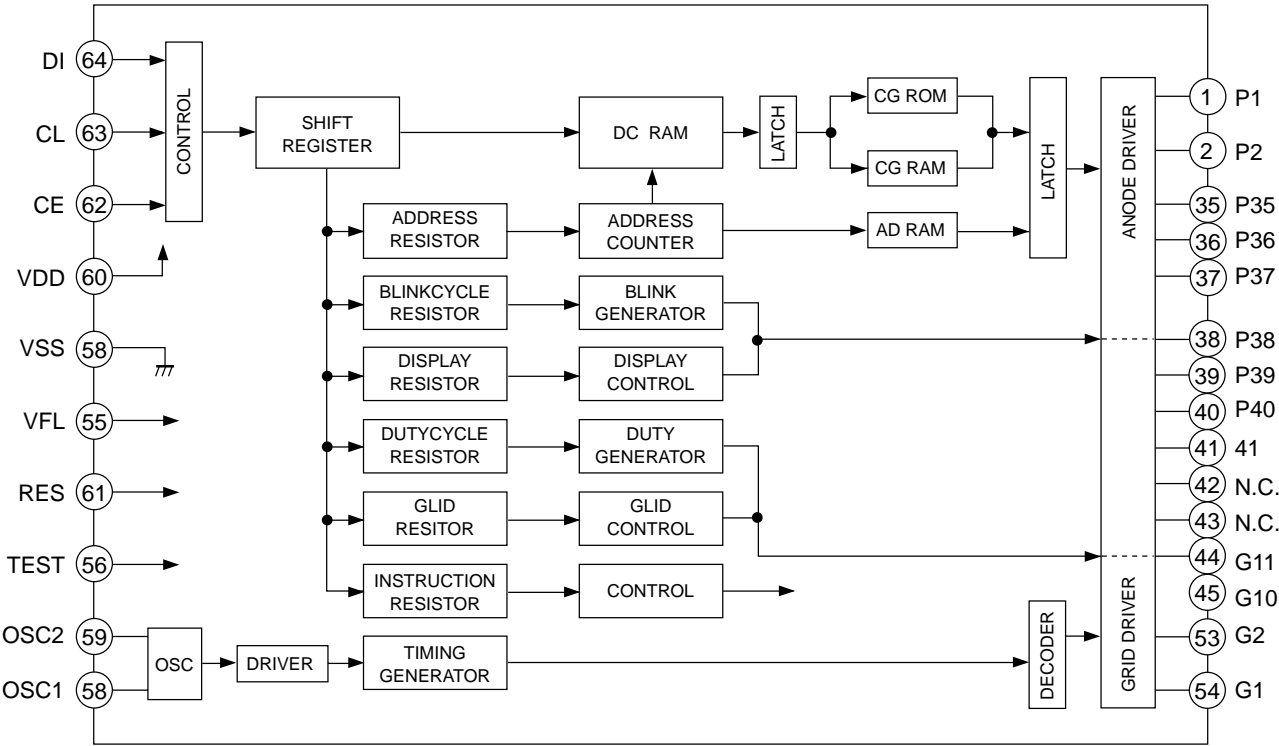 DI 64
CL 63
CE 62
VDD 60
VSS 58
VFL 55
RES 61
TEST 56
OSC2 59
OSC1 58
CONTROL
SHIFT
REGISTER
DC RAM
LATCH
CG ROM
CG RAM
AD RAM
LATCH
ADDRESS
RESISTOR
ADDRESS
COUNTER
BLINKCYCLE
RESISTOR
BLINK
GENERATOR
DISPLAY
RESISTOR
DISPLAY
CONTROL
DUTYCYCLE
RESISTOR
DUTY
GENERATOR
GLID
RESITOR
GLID
CONTROL
INSTRUCTION
RESISTOR
CONTROL
OSC
DRIVER
TIMING
GENERATOR
DECODER
ANODE DRIVER
GRID DRIVER
1 P1
2 P2
35 P35
36 P36
37 P37
38 P38
39 P39
40 P40
41 41
42 N.C.
43 N.C.
44 G11
45 G10
53 G2
54 G1